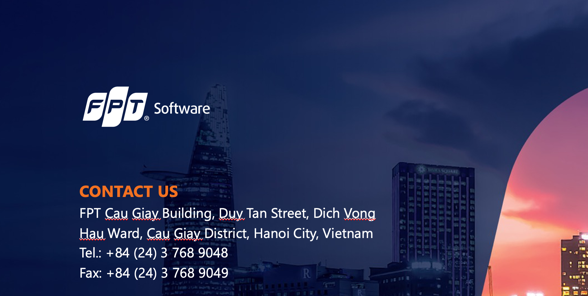 FPT® Software
CONTACT US
FPT Cau Giay Building, Duy Tan Street, Dich Vong
Hau Ward, Cau Giay District, Hanoi City, Vietnam
Tel.: +84 (24) 3 768 9048
Fax: +84 (24) 3 768 9049
R